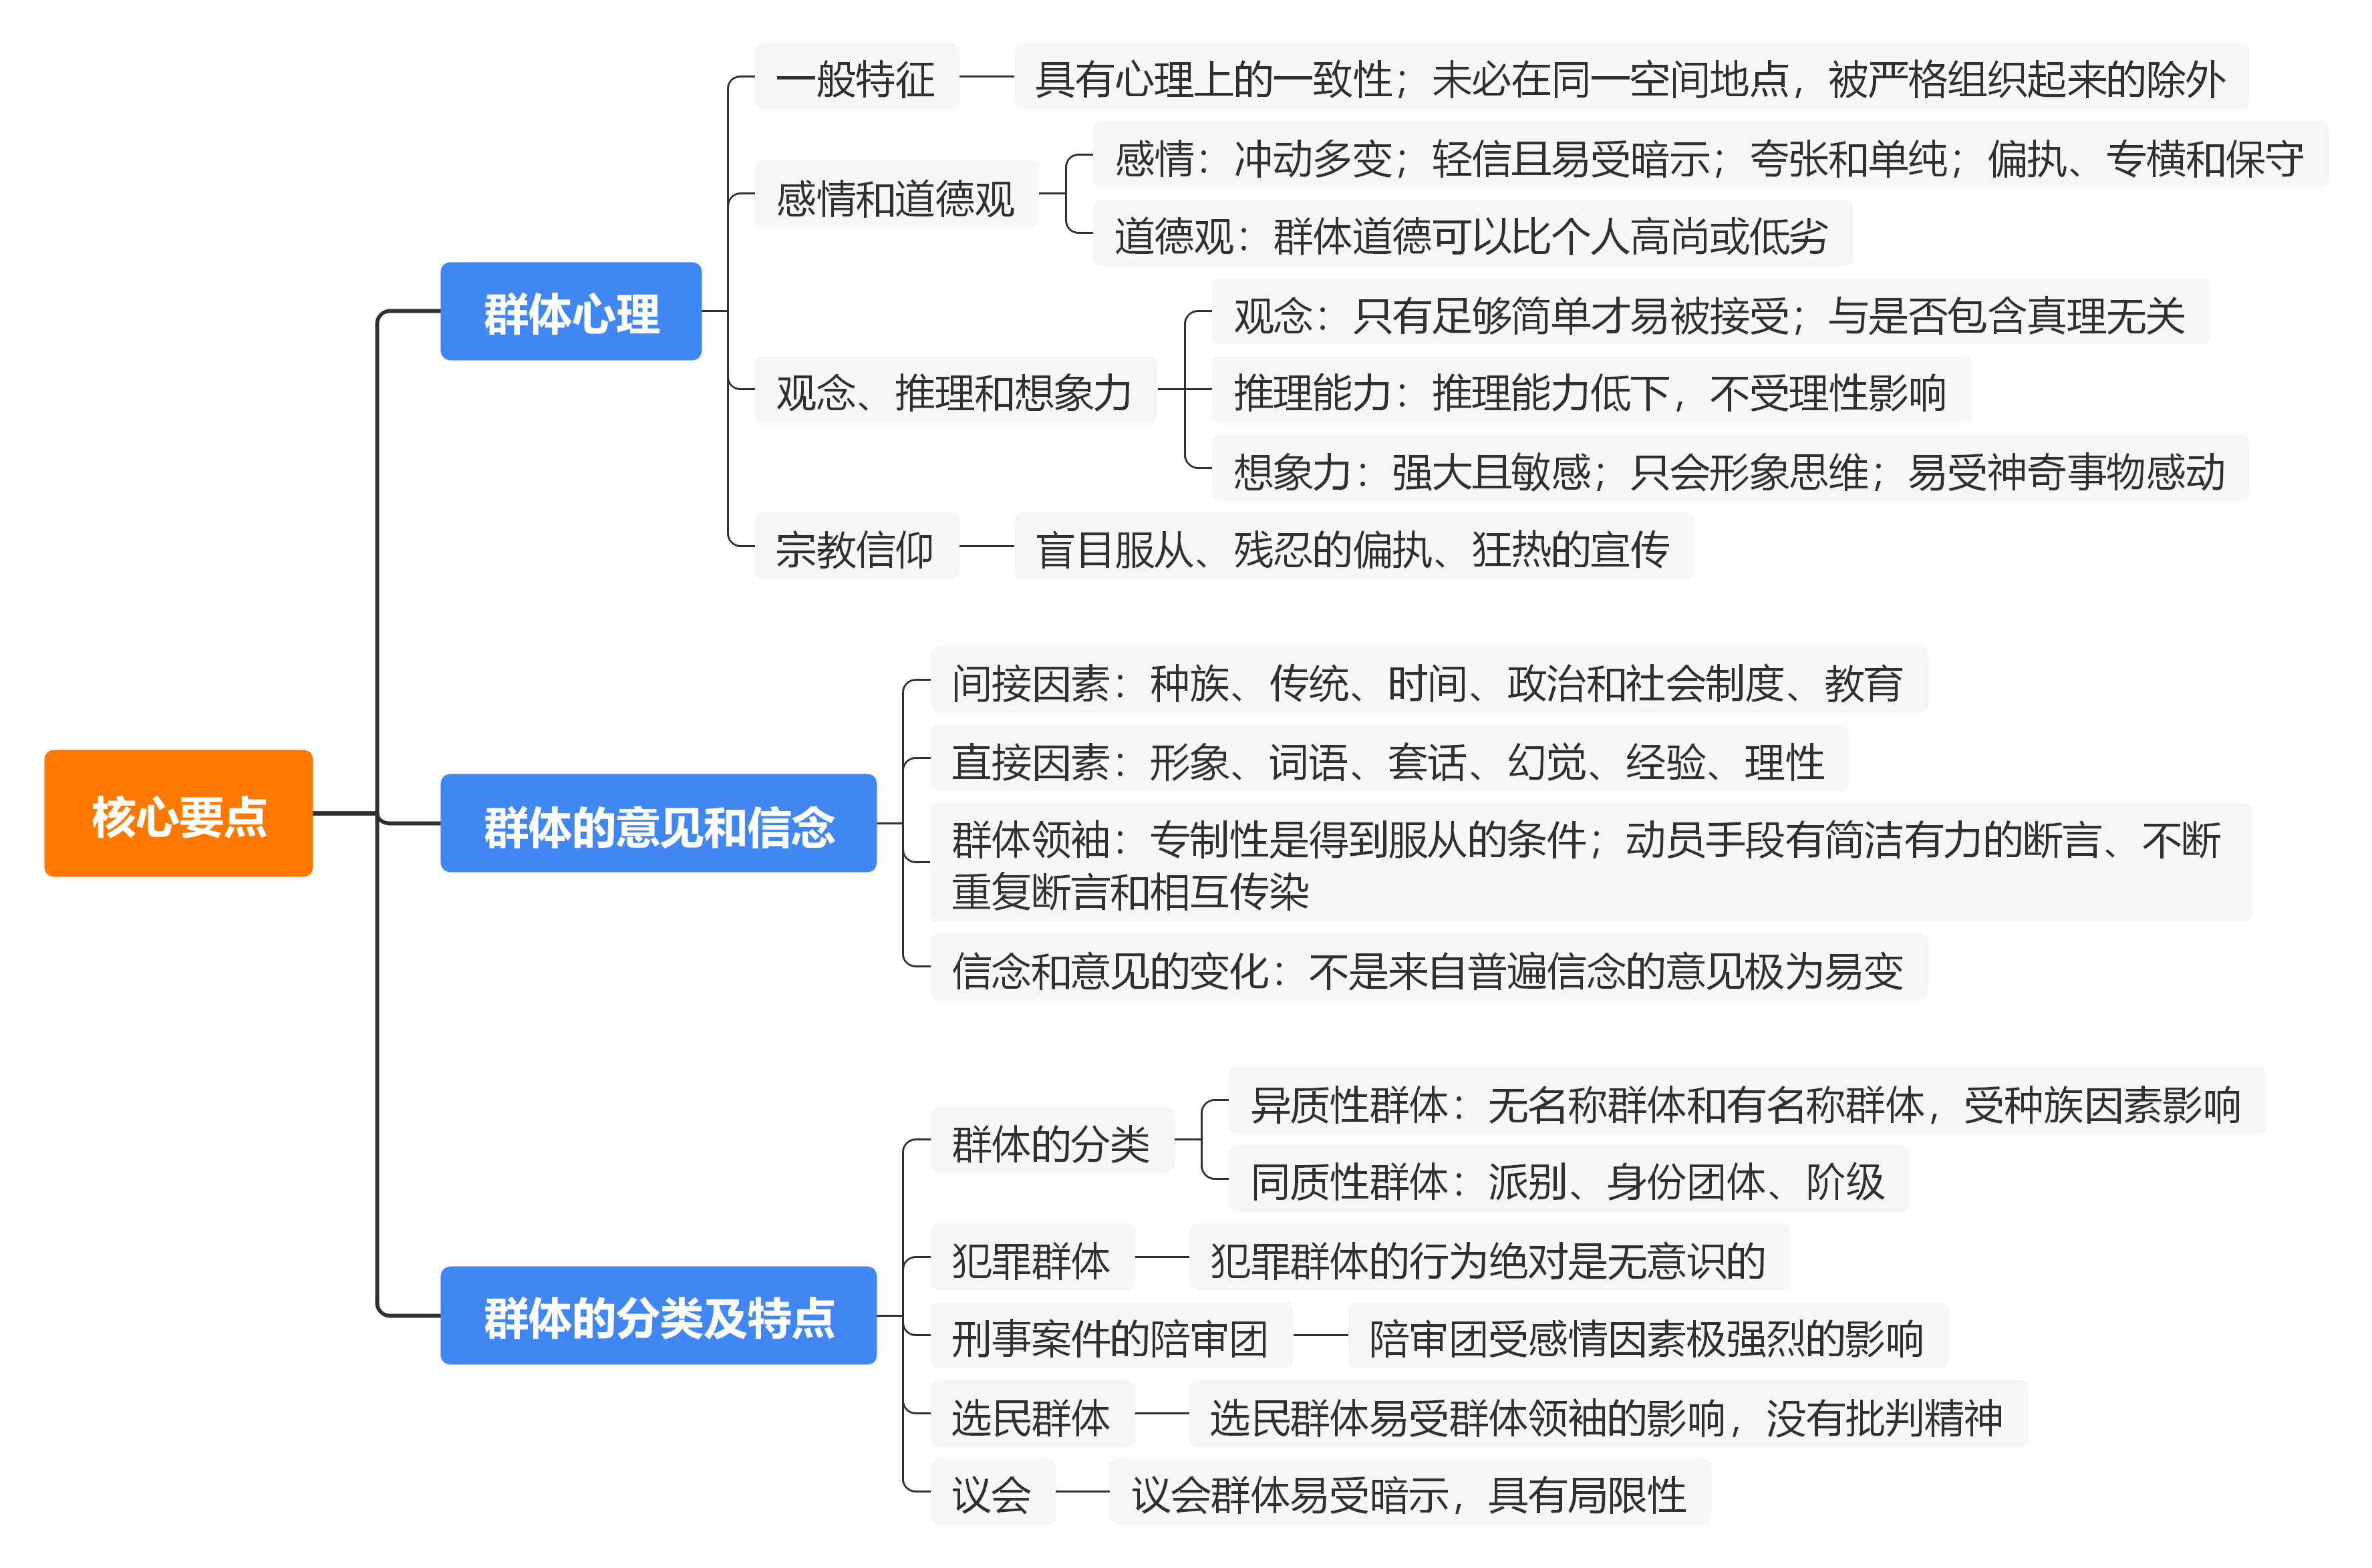 核心要点
群体心理
一般特征
具有心理上的一致性；未必在同一空间地点，被严格组织起来的除外
感情和道德观
感情：冲动多变；轻信且易受暗示；夸张和单纯；偏执、专横和保守
道德观：群体道德可以比个人高尚或低劣
观念、推理和想象力
观念：只有足够简单才易被接受；与是否包含真理无关
推理能力：推理能力低下，不受理性影响
想象力：强大且敏感；只会形象思维；易受神奇事物感动
宗教信仰
盲目服从、残忍的偏执、狂热的宣传
群体的意见和信念
间接因素：种族、传统、时间、政治和社会制度、教育
直接因素：形象、词语、套话、幻觉、经验、理性
群体领袖：专制性是得到服从的条件；动员手段有简洁有力的断言、不断
重复断言和相互传染
信念和意见的变化：不是来自普遍信念的意见极为易变
群体的分类及特点
群体的分类
异质性群体：无名称群体和有名称群体，受种族因素影响
同质性群体：派别、身份团体、阶级
犯罪群体
犯罪群体的行为绝对是无意识的
刑事案件的陪审团
陪审团受感情因素极强烈的影响
选民群体
选民群体易受群体领袖的影响，没有批判精神
议会
议会群体易受暗示，具有局限性